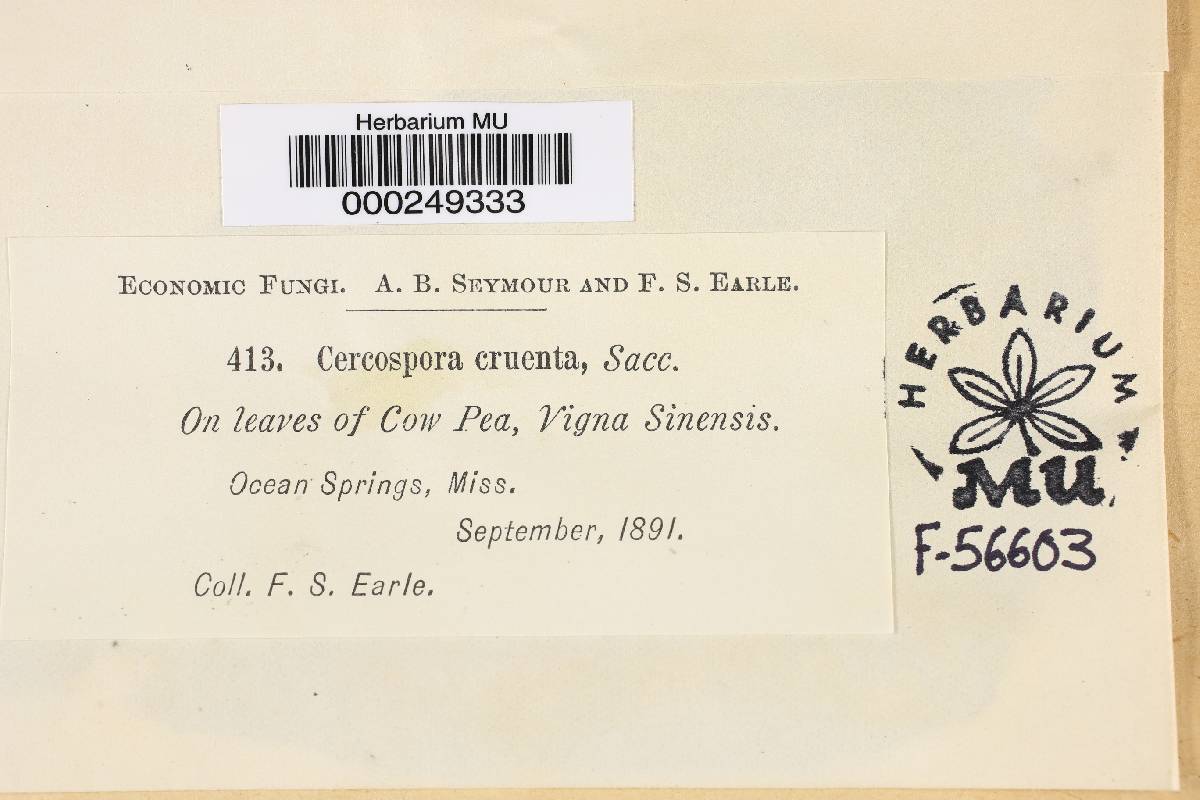 Herbarium MU
000249333
ECONOMIC FUNGI. A. B. SEYMOUR AND F. S. EARLE.
413. Cercospora cruenta, Sacc.
On leaves of Cow Pea, Vigna Sinensis.
Ocean Springs, Miss.
September, 1891.
Coll. F. S. Earle.
HERBARIUM
MU
F-56603